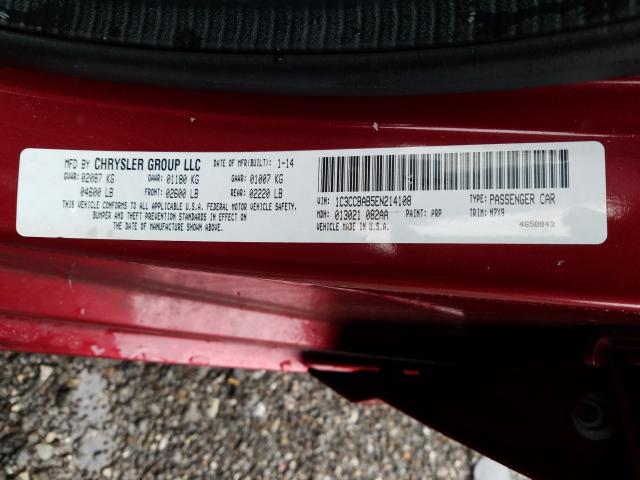 MFD BY CHRYSLER GROUP LLC DATE OF MFR(BUILT): 1-14
GVWR: 02087 KG GAWR: 01180 KG GAWR: 01007 KG
04600 LB FRONT: 02600 LB REAR: 02220 LB
THIS VEHICLE CONFORMS TO ALL APPLICABLE U.S.A. FEDERAL MOTOR VEHICLE SAFETY,
BUMPER AND THEFT PREVENTION STANDARDS IN EFFECT ON
THE DATE OF MANUFACTURE SHOWN ABOVE.
VIN: 1C3CCBAB5EN214108 TYPE: PASSENGER CAR
MDH: 013021 082AA PAINT: PRP TRIM: M7Y9
VEHICLE MADE IN U.S.A. 4658843